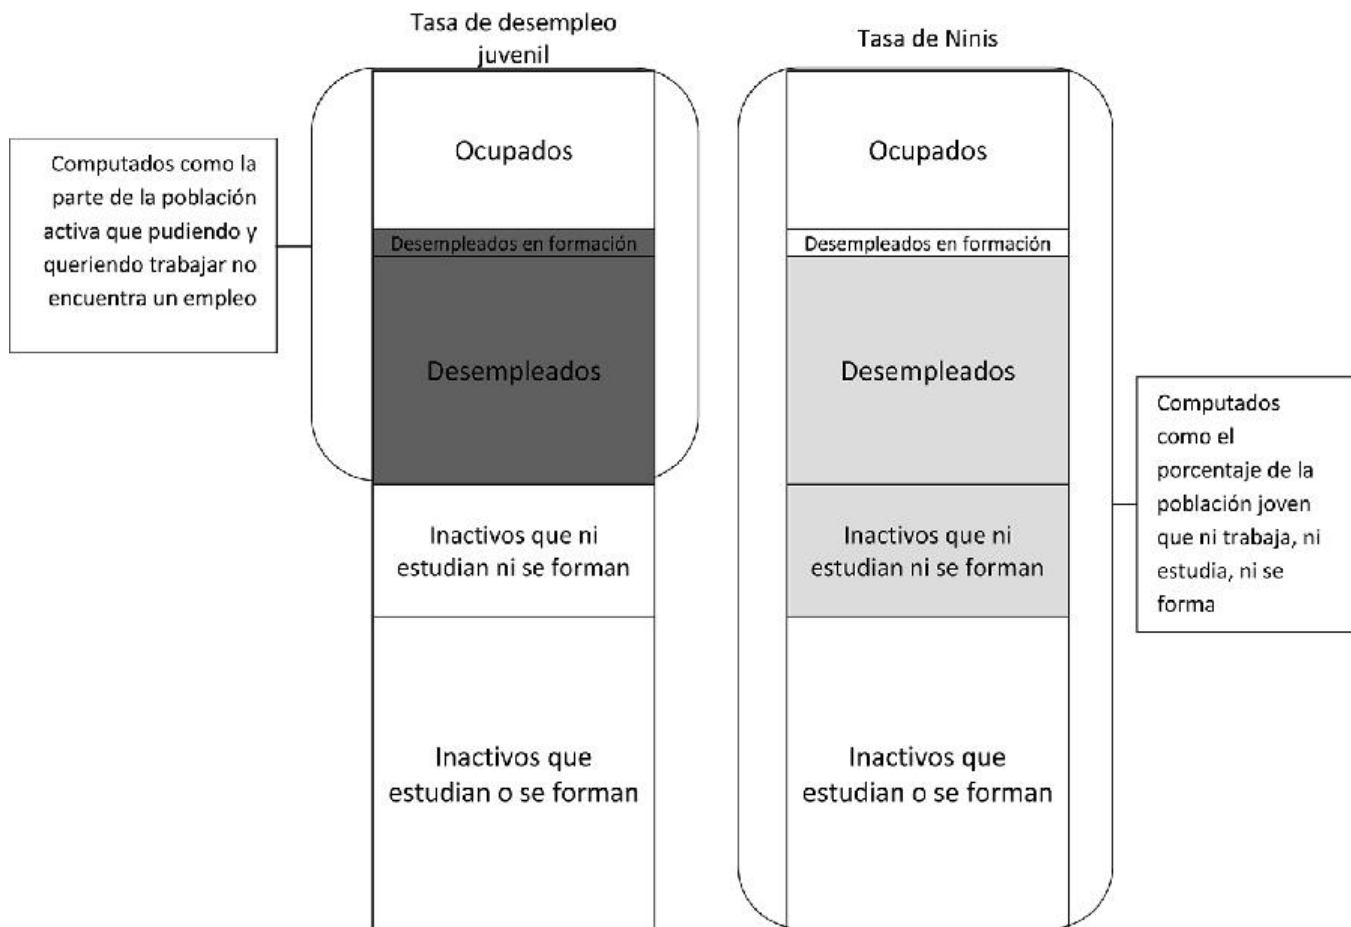 Tasa de desempleo
juvenil
Tasa de Ninis
Computados como la
parte de la población
activa que pudiendo y
queriendo trabajar no
encuentra un empleo
Ocupados
Desempleados en formación
Desempleados
Inactivos que ni
estudian ni se forman
Inactivos que
estudian o se forman
Ocupados
Desempleados en formación
Desempleados
Inactivos que ni
estudian ni se forman
Inactivos que
estudian o se forman
Computados
como el
porcentaje de la
población joven
que ni trabaja, ni
estudia, ni se
forma